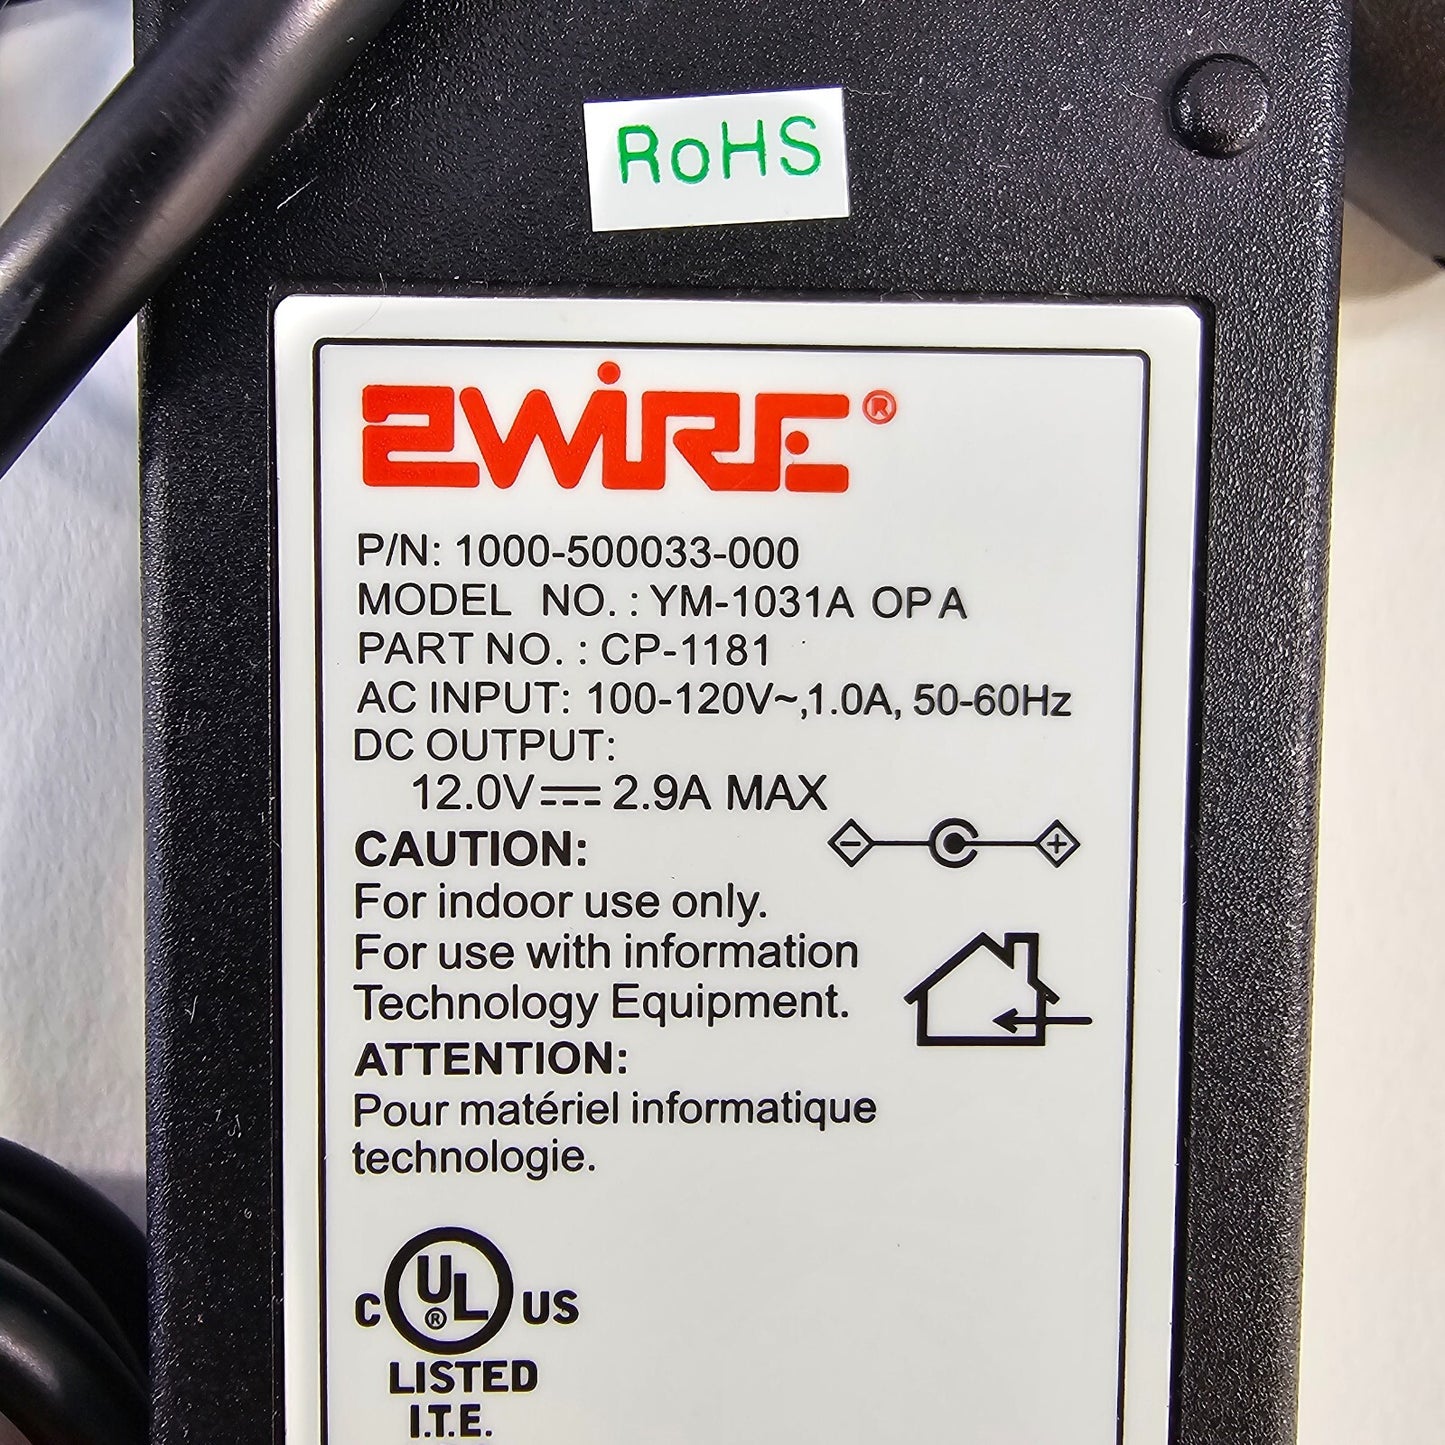 RoHS
2WiRE®
P/N: 1000-500033-000
MODEL NO. : YM-1031A OP A
PART NO. : CP-1181
AC INPUT: 100-120V~,1.0A, 50-60Hz
DC OUTPUT:
12.0V⎓2.9A MAX
CAUTION:
- +
For indoor use only.
For use with information
Technology Equipment.
ATTENTION:
Pour matériel informatique
technologie.
C UL® US
LISTED
I.T.E.